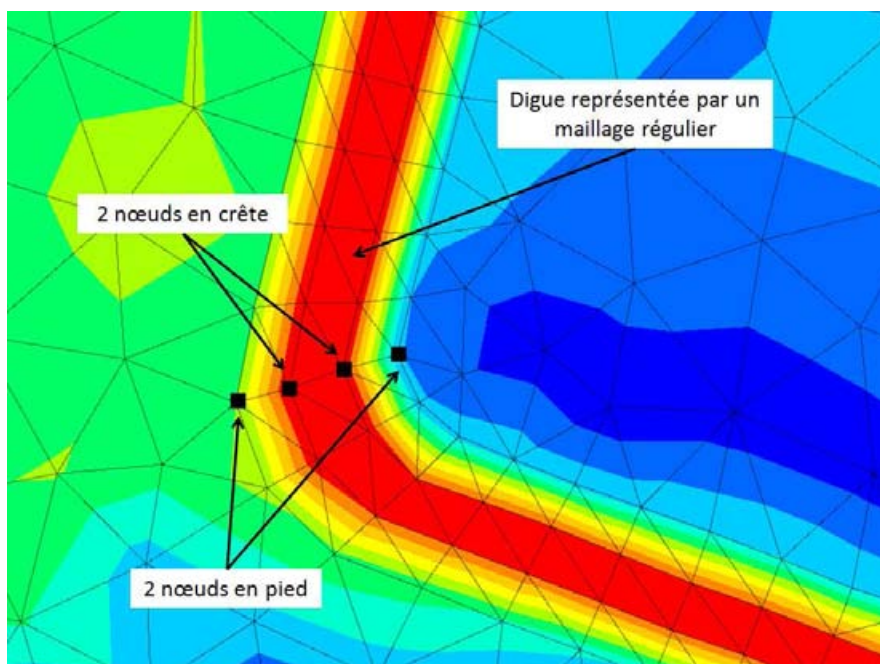 Digue représentée par un
maillage régulier
2 nœuds en crête
2 nœuds en pied